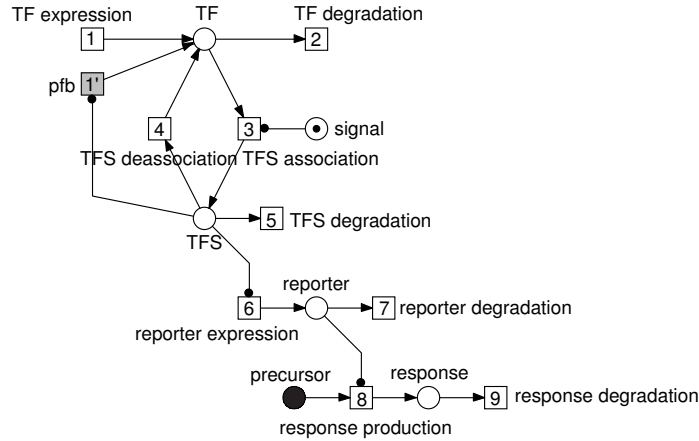 TF expression
TF
TF degradation
1
2
pfb
1'
4
3
signal
TFS deassociation
TFS association
5
TFS degradation
TFS
reporter
6
7
reporter degradation
reporter expression
precursor
response
8
9
response degradation
response production